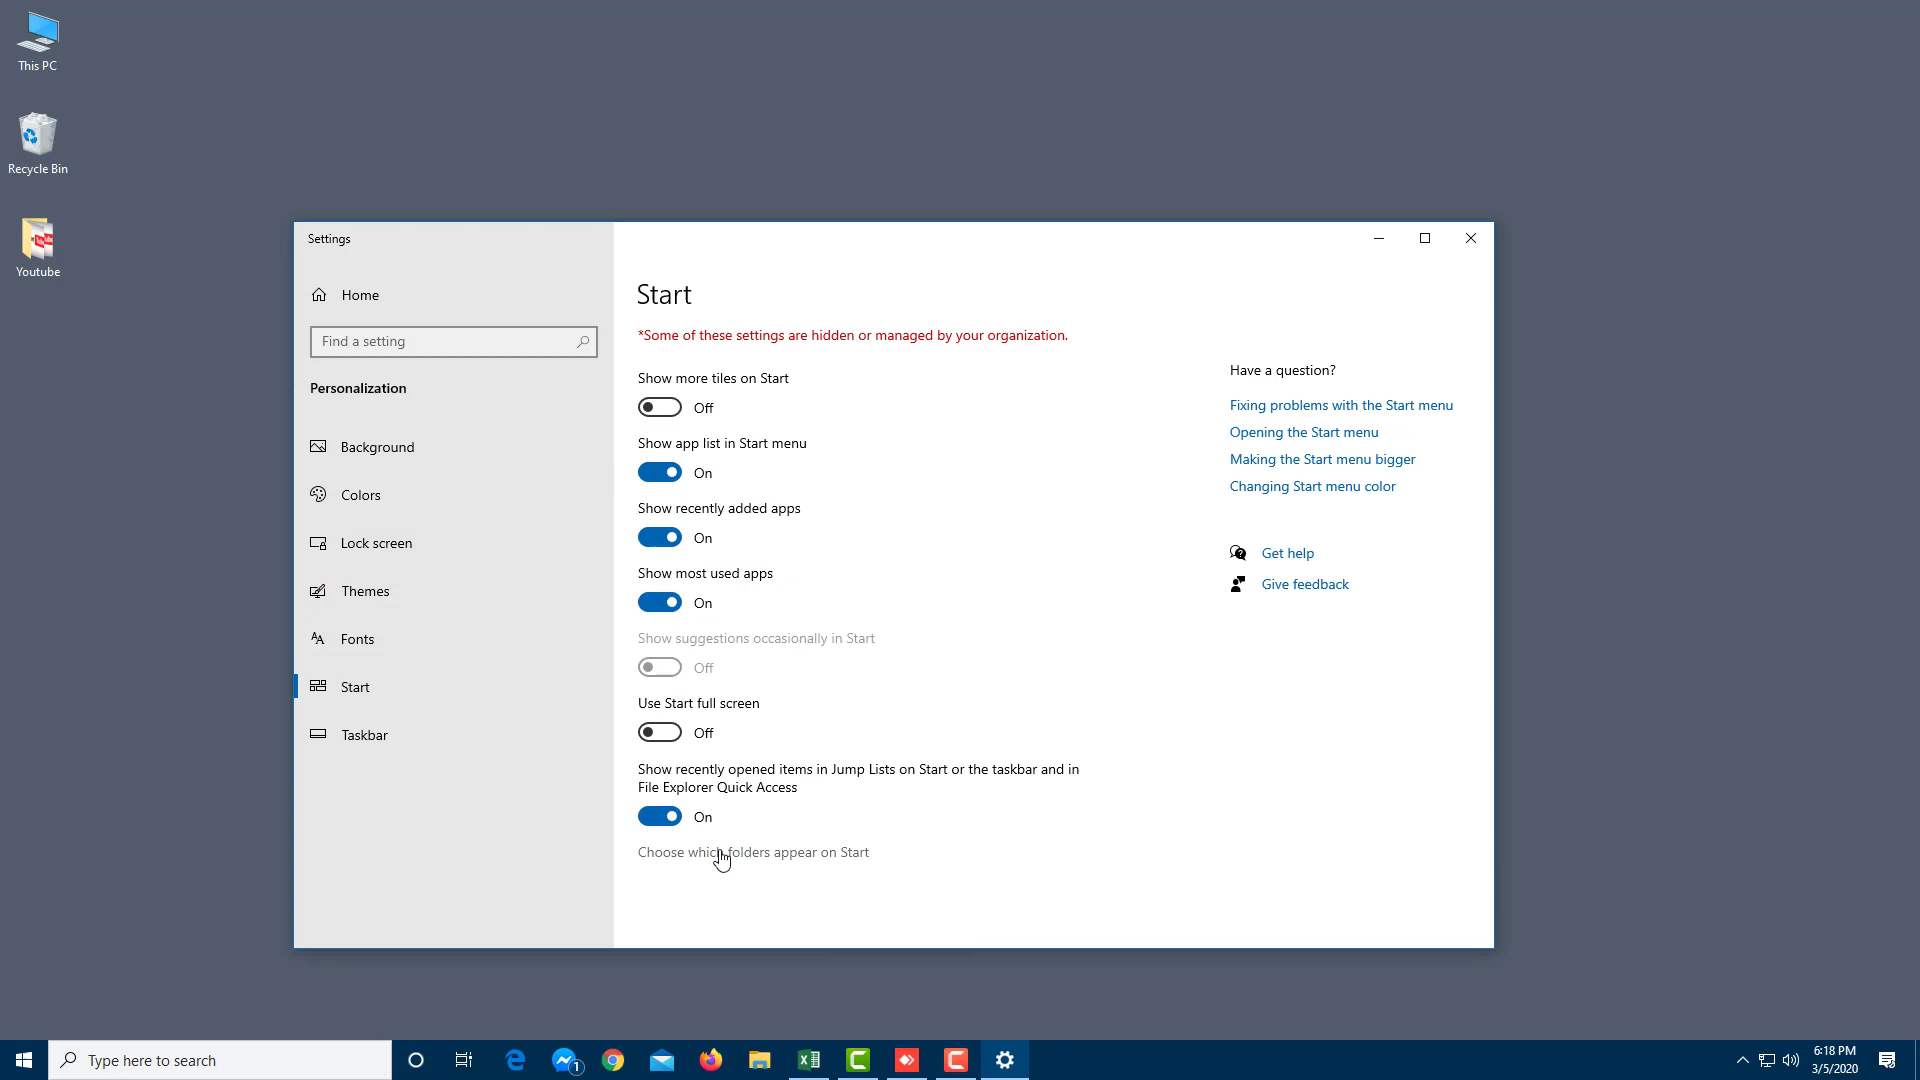 This PC
Recycle Bin
Youtube
Settings
Home
Find a setting
Personalization
Background
Colors
Lock screen
Themes
Fonts
Start
Taskbar
Start
*Some of these settings are hidden or managed by your organization.
Show more tiles on Start
Off
Show app list in Start menu
On
Show recently added apps
On
Show most used apps
On
Show suggestions occasionally in Start
Off
Use Start full screen
Off
Show recently opened items in Jump Lists on Start or the taskbar and in
File Explorer Quick Access
On
Choose which folders appear on Start
Have a question?
Fixing problems with the Start menu
Opening the Start menu
Making the Start menu bigger
Changing Start menu color
Get help
Give feedback
Type here to search
1
6:18 PM
3/5/2020